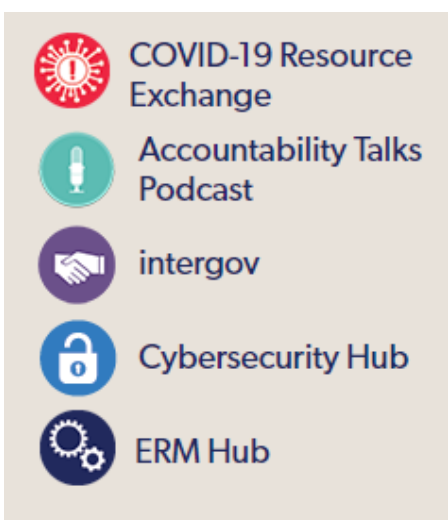 COVID-19 Resource
Exchange
Accountability Talks
Podcast
intergov
Cybersecurity Hub
ERM Hub